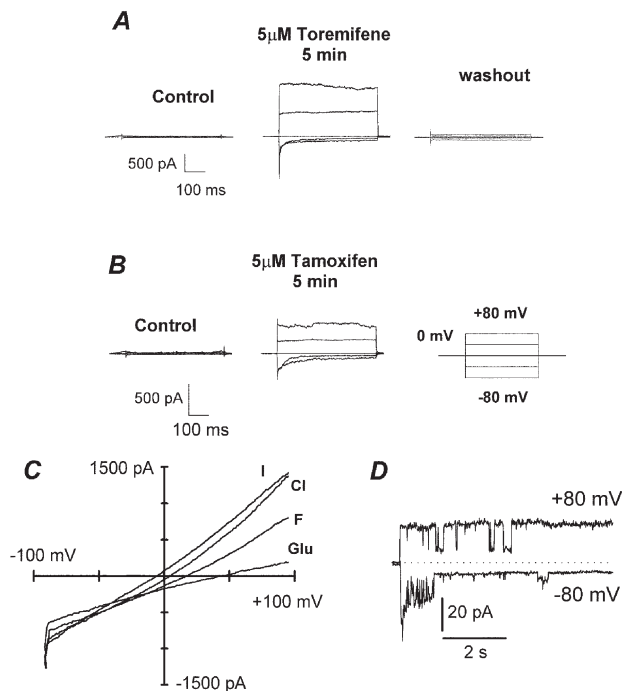 A
5μM Toremifene
5 min
Control
washout
500 pA
100 ms
B
5μM Tamoxifen
5 min
Control
+80 mV
0 mV
-80 mV
500 pA
100 ms
C
1500 pA
I
Cl
F
Glu
-100 mV
+100 mV
-1500 pA
D
+80 mV
-80 mV
20 pA
2 s